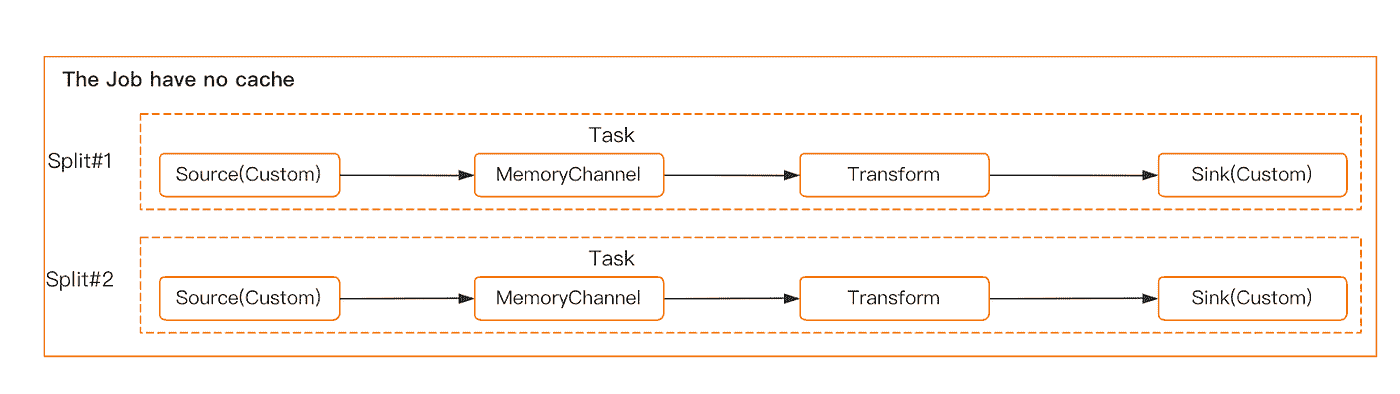 The Job have no cache
Task
Split#1
Source(Custom)
MemoryChannel
Transform
Sink(Custom)
Task
Split#2
Source(Custom)
MemoryChannel
Transform
Sink(Custom)